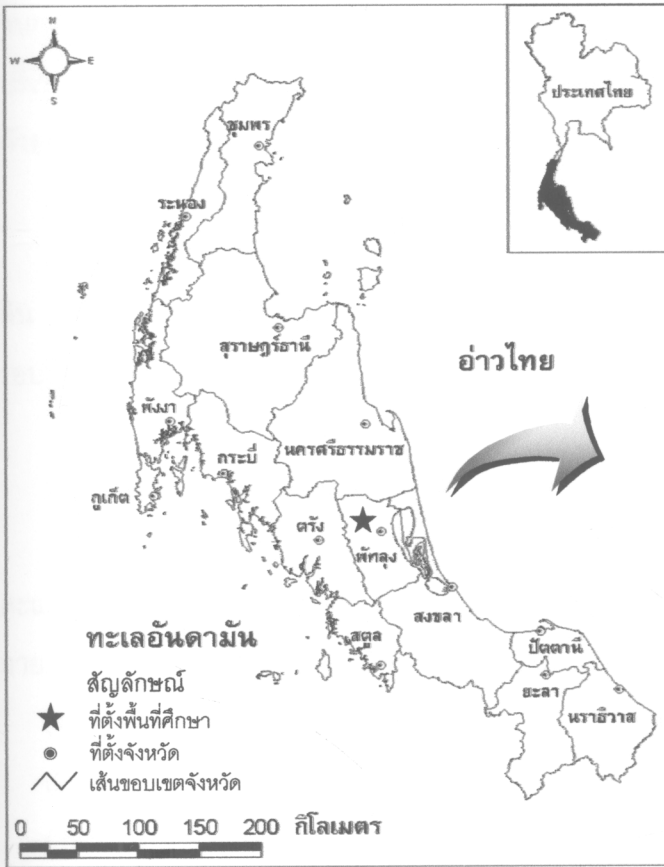 N
W E
S
ประเทศไทย
ชุมพร
ระนอง
สุราษฎร์ธานี
อ่าวไทย
พังงา
กระบี่
นครศรีธรรมราช
ภูเก็ต
ตรัง
พัทลุง
สงขลา
ทะเลอันดามัน
สตูล
ปัตตานี
ยะลา
นราธิวาส
สัญลักษณ์
ที่ตั้งพื้นที่ศึกษา
ที่ตั้งจังหวัด
เส้นขอบเขตจังหวัด
0 50 100 150 200 กิโลเมตร